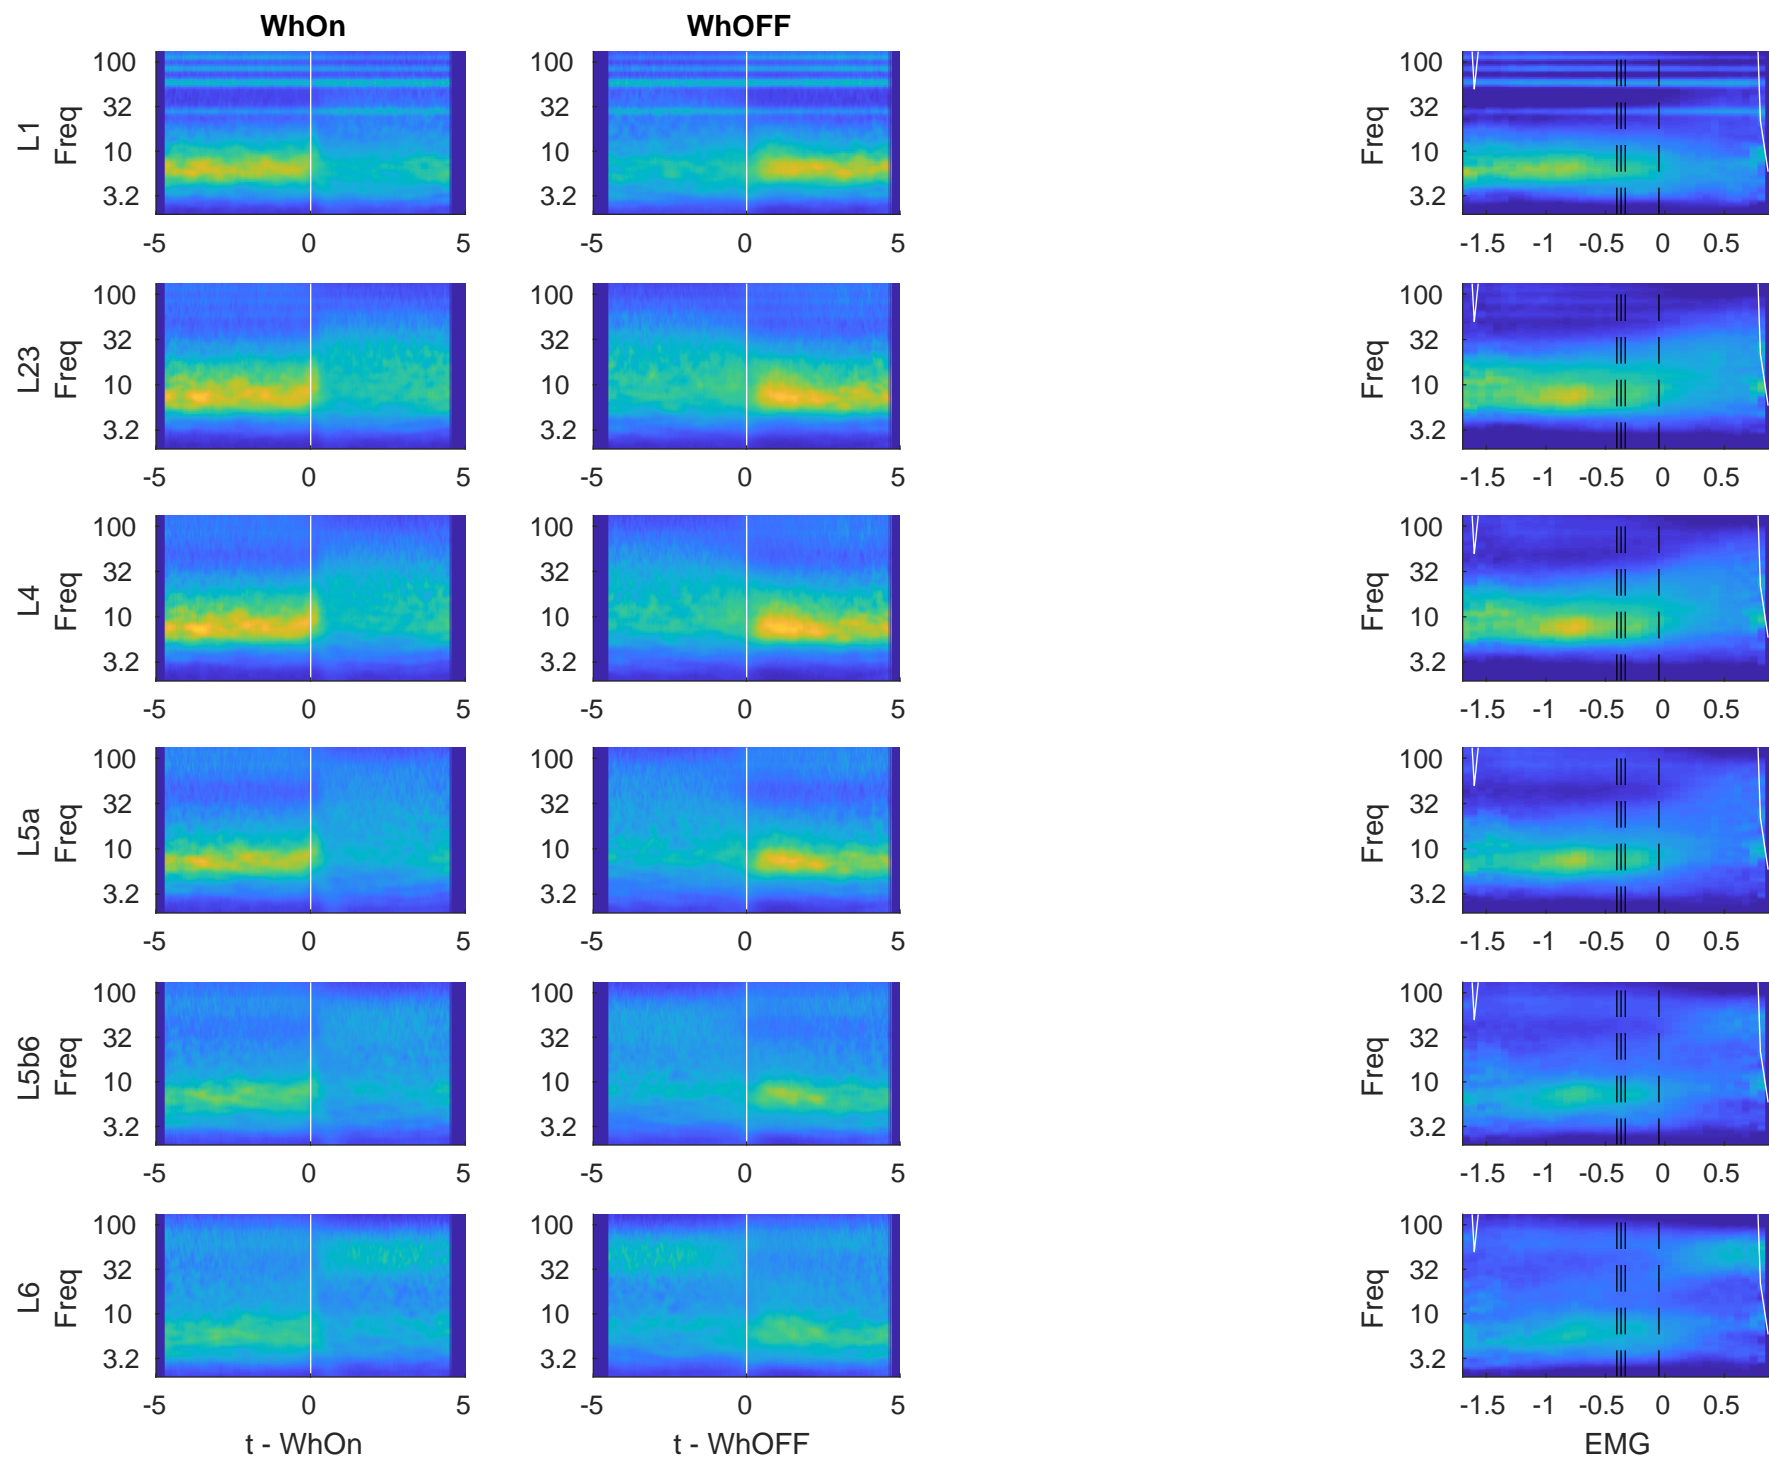 WhOn WhOFF
L1 Freq 100 32 10 3.2 100 32 10 3.2 Freq 100 32 10 3.2
-5 0 5 -5 0 5 -1.5 -1 -0.5 0 0.5
L23 Freq 100 32 10 3.2 100 32 10 3.2 Freq 100 32 10 3.2
-5 0 5 -5 0 5 -1.5 -1 -0.5 0 0.5
L4 Freq 100 32 10 3.2 100 32 10 3.2 Freq 100 32 10 3.2
-5 0 5 -5 0 5 -1.5 -1 -0.5 0 0.5
L5a Freq 100 32 10 3.2 100 32 10 3.2 Freq 100 32 10 3.2
-5 0 5 -5 0 5 -1.5 -1 -0.5 0 0.5
L5b6 Freq 100 32 10 3.2 100 32 10 3.2 Freq 100 32 10 3.2
-5 0 5 -5 0 5 -1.5 -1 -0.5 0 0.5
L6 Freq 100 32 10 3.2 100 32 10 3.2 Freq 100 32 10 3.2
-5 0 5 -5 0 5 -1.5 -1 -0.5 0 0.5
t - WhOn t - WhOFF EMG